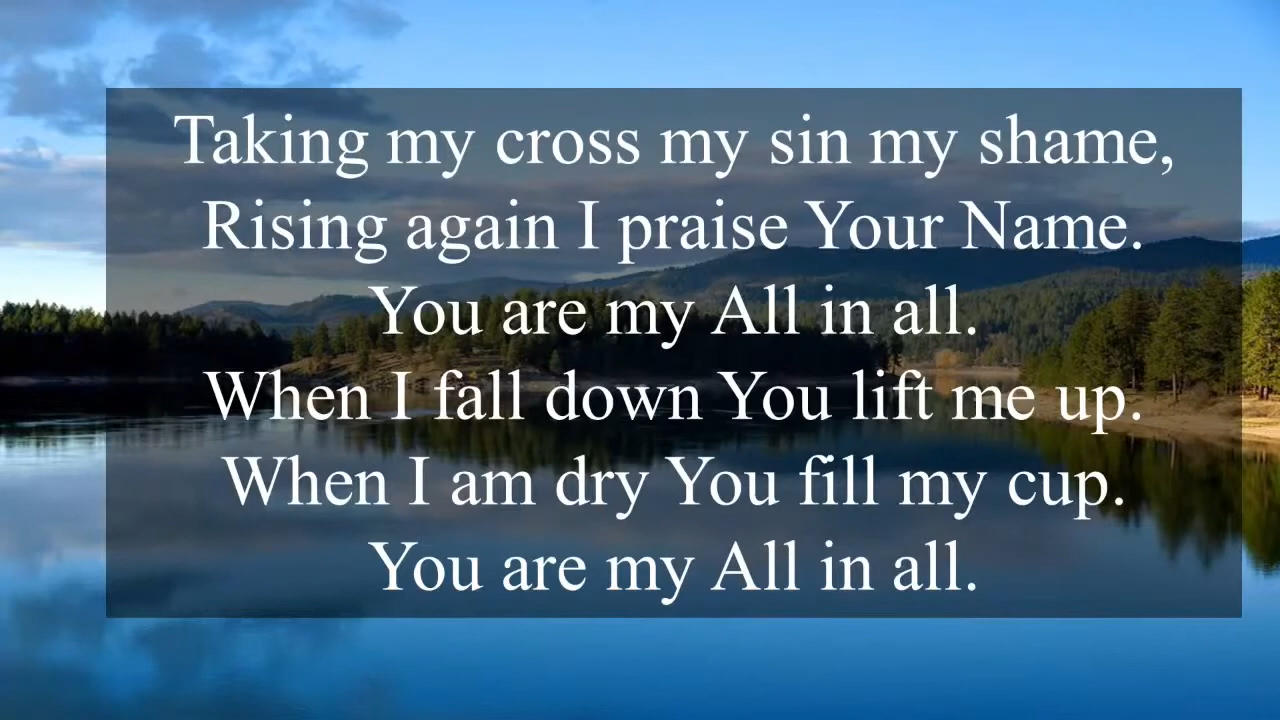 Taking my cross my sin my shame,
Rising again I praise Your Name.
You are my All in all.
When I fall down You lift me up.
When I am dry You fill my cup.
You are my All in all.